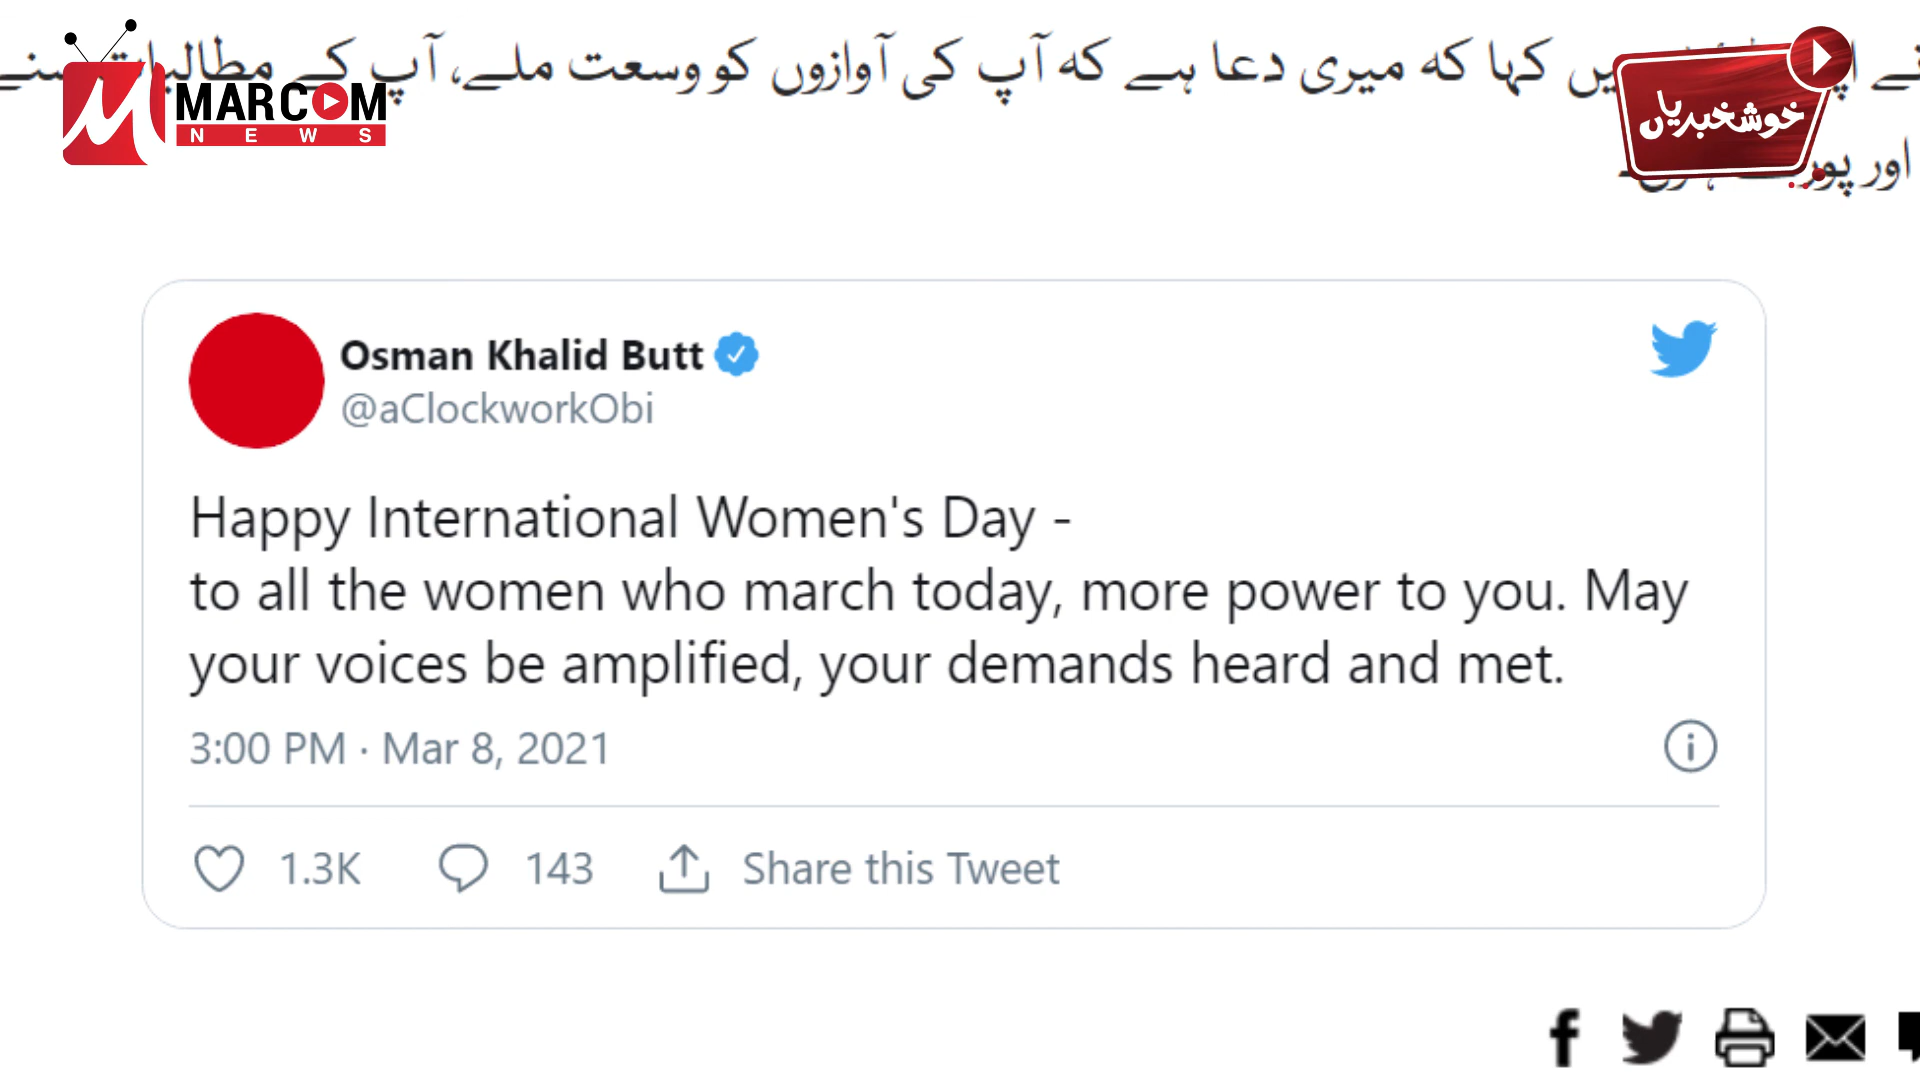 میں کہا کہ میری دعا ہے کہ آپ کی آوازوں کو وسعت ملے، آپ کے مطالبات سنے
اور
MARCOM
NEWS
خوشخبریاں
Osman Khalid Butt
@aClockworkObi
Happy International Women's Day -
to all the women who march today, more power to you. May
your voices be amplified, your demands heard and met.
3:00 PM · Mar 8, 2021
1.3K 143 Share this Tweet